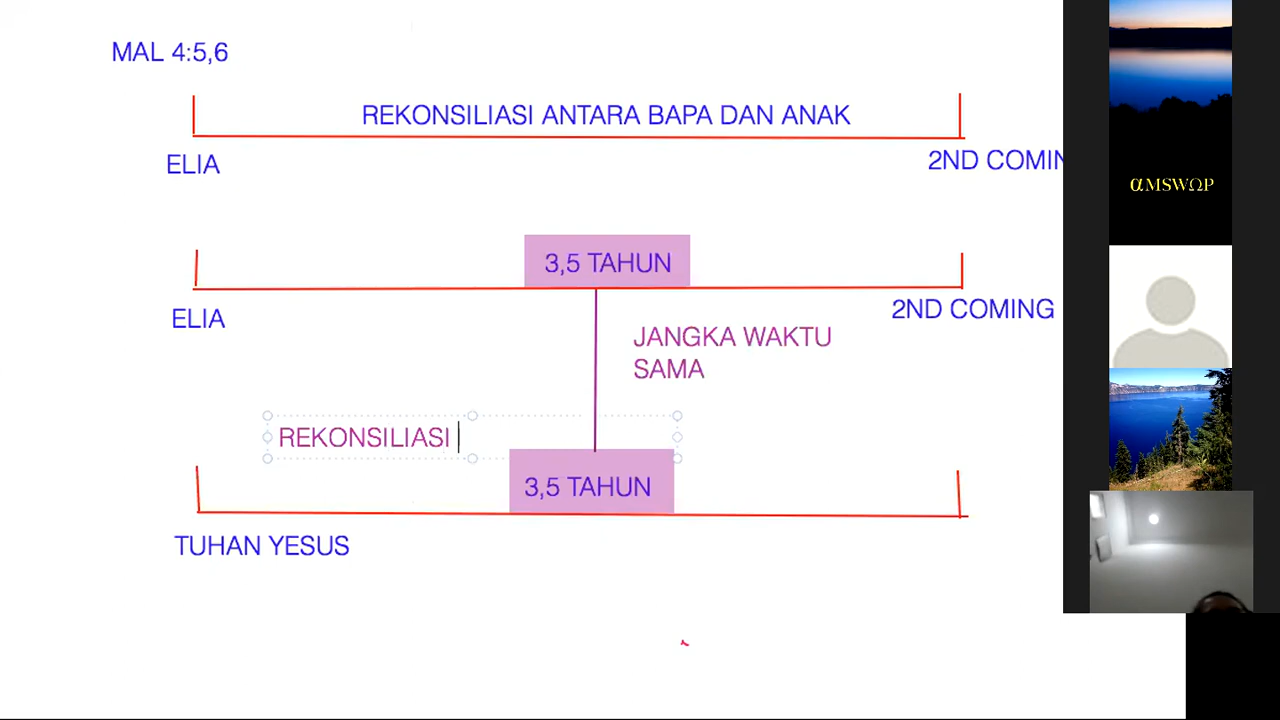 MAL 4:5,6
REKONSILIASI ANTARA BAPA DAN ANAK
ELIA
2ND COMIN
3,5 TAHUN
ELIA
2ND COMING
JANGKA WAKTU
SAMA
REKONSILIASI
3,5 TAHUN
TUHAN YESUS
αMSWΩP